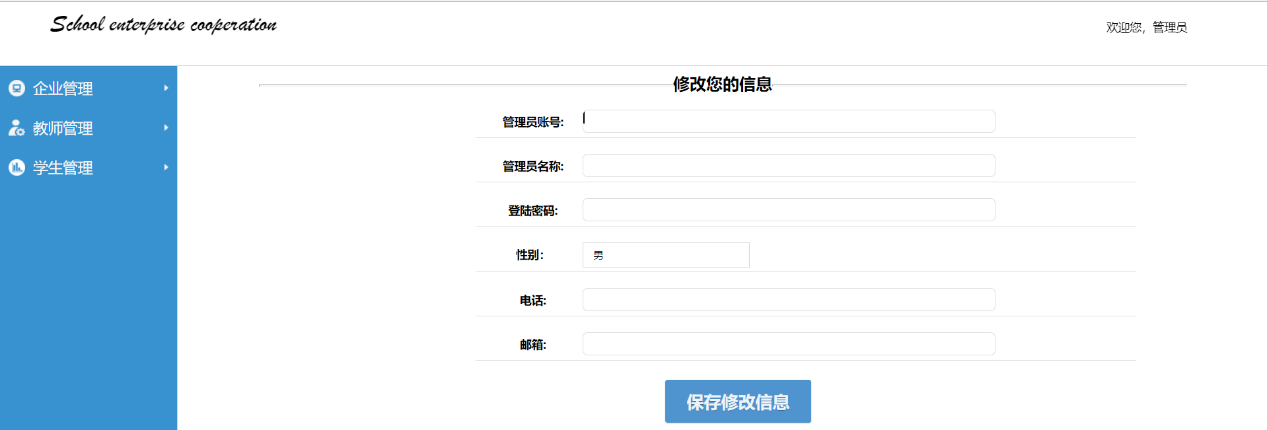 School enterprise cooperation
欢迎您，管理员
企业管理
教师管理
学生管理
修改您的信息
管理员账号:
管理员名称:
登陆密码:
性别：
男
电话:
邮箱:
保存修改信息